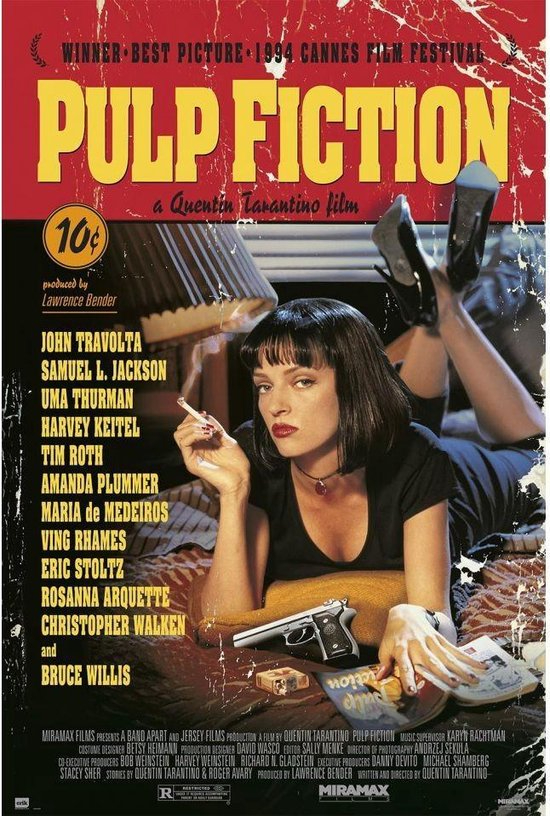 WINNER·BEST PICTURE·1994 CANNES FILM FESTIVAL
PULP FICTION
a Quentin Tarantino film
10¢
produced by
Lawrence Bender
JOHN TRAVOLTA
SAMUEL L. JACKSON
UMA THURMAN
HARVEY KEITEL
TIM ROTH
AMANDA PLUMMER
MARIA de MEDEIROS
VING RHAMES
ERIC STOLTZ
ROSANNA ARQUETTE
CHRISTOPHER WALKEN
and
BRUCE WILLIS
Pulp
Fiction
MIRAMAX FILMS PRESENTS A BAND APART AND JERSEY FILMS PRODUCTION A FILM BY QUENTIN TARANTINO PULP FICTION MUSIC SUPERVISOR KARYN RACHTMAN
COSTUME DESIGNER BETSY HEIMANN PRODUCTION DESIGNER DAVID WASCO EDITOR SALLY MENKE DIRECTOR OF PHOTOGRAPHY ANDRZEJ SEKULA
CO-EXECUTIVE PRODUCERS BOB WEINSTEIN HARVEY WEINSTEIN RICHARD N. GLADSTEIN EXECUTIVE PRODUCERS DANNY DEVITO MICHAEL SHAMBERG
STACEY SHER STORIES BY QUENTIN TARANTINO & ROGER AVARY PRODUCED BY LAWRENCE BENDER WRITTEN AND DIRECTED BY QUENTIN TARANTINO
erik
R RESTRICTED
MIRAMAX
FILMS
MIRAMAX